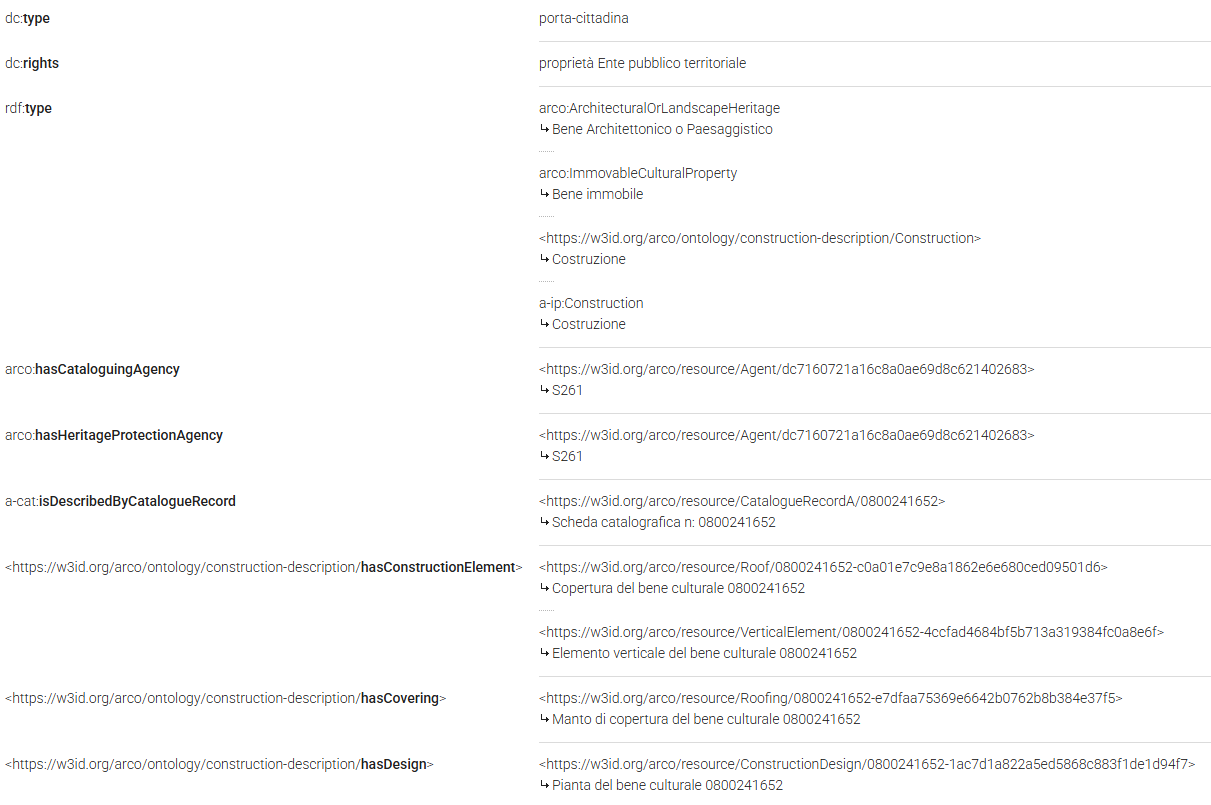 dc:type
porta-cittadina
dc:rights
proprietà Ente pubblico territoriale
rdf:type
arco:ArchitecturalOrLandscapeHeritage
↳ Bene Architettonico o Paesaggistico
arco:ImmovableCulturalProperty
↳ Bene immobile
<https://w3id.org/arco/ontology/construction-description/Construction>
↳ Costruzione
a-ip:Construction
↳ Costruzione
arco:hasCataloguingAgency
<https://w3id.org/arco/resource/Agent/dc7160721a16c8a0ae69d8c621402683>
↳ S261
arco:hasHeritageProtectionAgency
<https://w3id.org/arco/resource/Agent/dc7160721a16c8a0ae69d8c621402683>
↳ S261
a-cat:isDescribedByCatalogueRecord
<https://w3id.org/arco/resource/CatalogueRecordA/0800241652>
↳ Scheda catalografica n: 0800241652
<https://w3id.org/arco/ontology/construction-description/hasConstructionElement>
<https://w3id.org/arco/resource/Roof/0800241652-c0a01e7c9e8a1862e6e680ced09501d6>
↳ Copertura del bene culturale 0800241652
<https://w3id.org/arco/resource/VerticalElement/0800241652-4ccfad4684bf5b713a319384fc0a8e6f>
↳ Elemento verticale del bene culturale 0800241652
<https://w3id.org/arco/ontology/construction-description/hasCovering>
<https://w3id.org/arco/resource/Roofing/0800241652-e7dfaa75369e6642b0762b8b384e37f5>
↳ Manto di copertura del bene culturale 0800241652
<https://w3id.org/arco/ontology/construction-description/hasDesign>
<https://w3id.org/arco/resource/ConstructionDesign/0800241652-1ac7d1a822a5ed5868c883f1de1d94f7>
↳ Pianta del bene culturale 0800241652